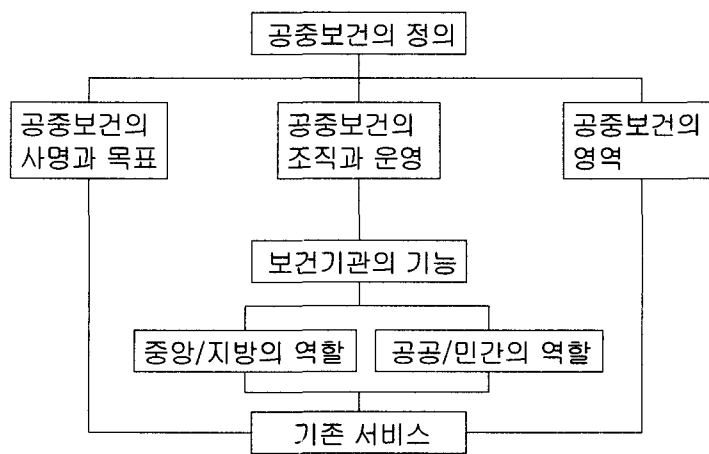 공중보건의 정의
공중보건의
사명과 목표
공중보건의
조직과 운영
공중보건의
영역
보건기관의 기능
중앙/지방의 역할
공공/민간의 역할
기존 서비스